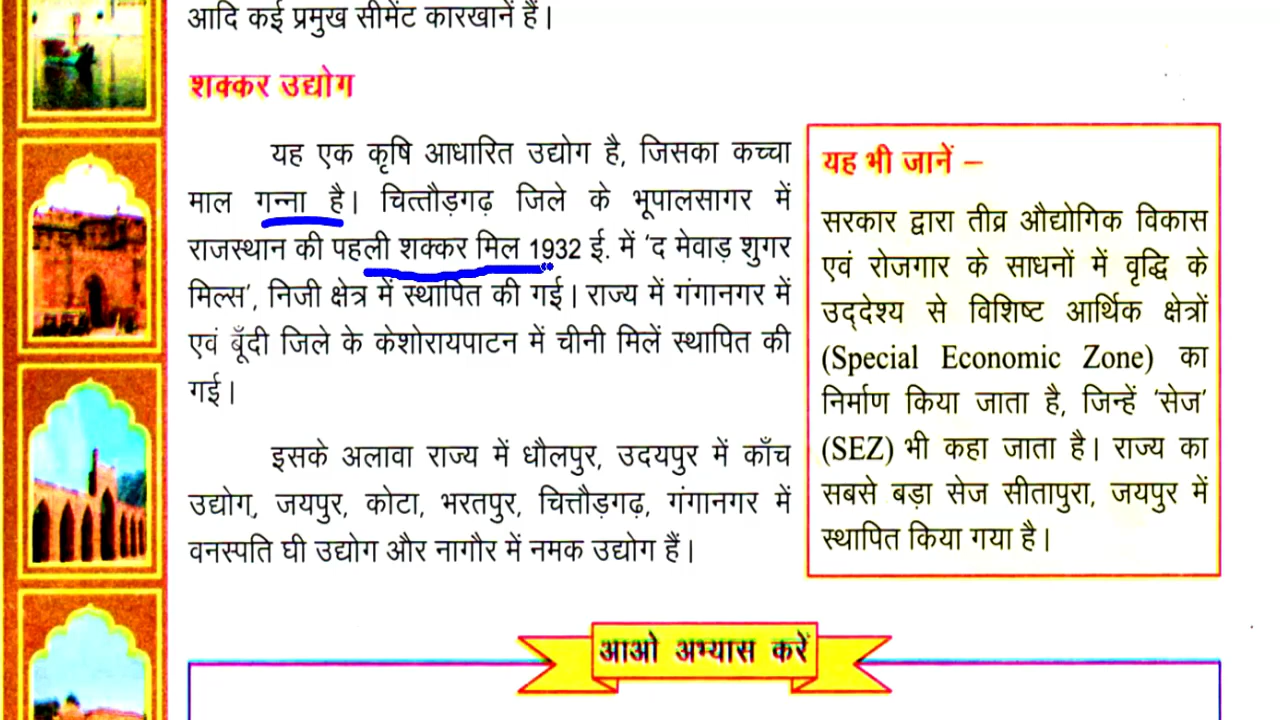 आदि कई प्रमुख सीमेंट कारखानें हैं।
शक्कर उद्योग
यह एक कृषि आधारित उद्योग है, जिसका कच्चा
माल गन्ना है। चित्तौड़गढ़ जिले के भूपालसागर में
राजस्थान की पहली शक्कर मिल 1932 ई. में 'द मेवाड़ शुगर
मिल्स', निजी क्षेत्र में स्थापित की गई। राज्य में गंगानगर में
एवं बूँदी जिले के केशोरायपाटन में चीनी मिलें स्थापित की
गई।
इसके अलावा राज्य में धौलपुर, उदयपुर में काँच
उद्योग, जयपुर, कोटा, भरतपुर, चित्तौड़गढ़, गंगानगर में
वनस्पति घी उद्योग और नागौर में नमक उद्योग हैं।
यह भी जानें –
सरकार द्वारा तीव्र औद्योगिक विकास
एवं रोजगार के साधनों में वृद्धि के
उद्देश्य से विशिष्ट आर्थिक क्षेत्रों
(Special Economic Zone) का
निर्माण किया जाता है, जिन्हें 'सेज'
(SEZ) भी कहा जाता है। राज्य का
सबसे बड़ा सेज सीतापुरा, जयपुर में
स्थापित किया गया है।
आओ अभ्यास करें